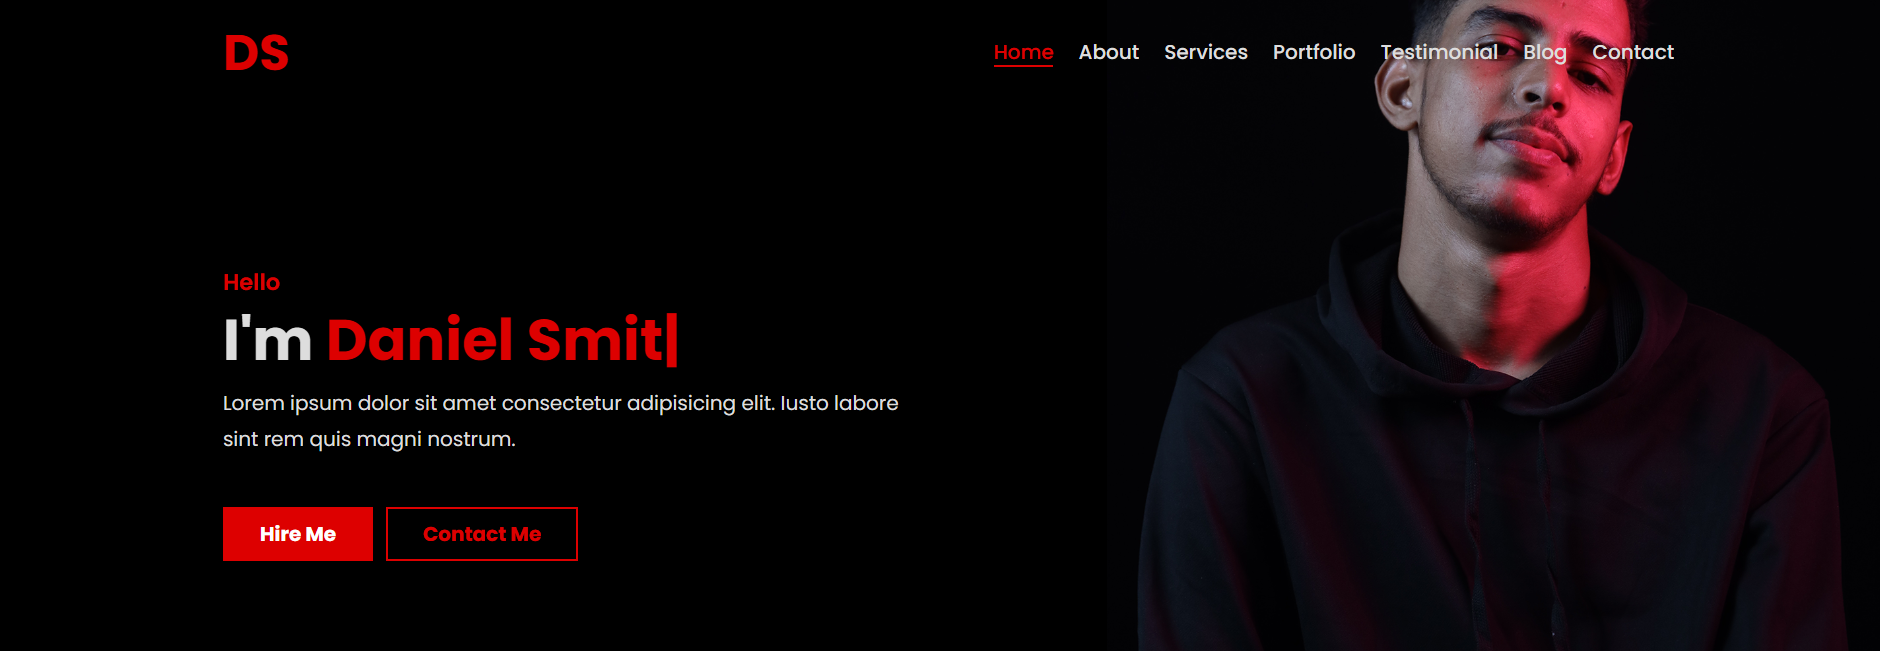 DS
Home About Services Portfolio Testimonial Blog Contact
Hello
I'm Daniel Smit|
Lorem ipsum dolor sit amet consectetur adipisicing elit. Iusto labore
sint rem quis magni nostrum.
Hire Me Contact Me